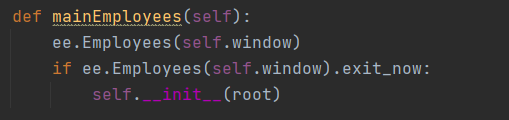 def mainEmployees(self):
    ee.Employees(self.window)
    if ee.Employees(self.window).exit_now:
        self.__init__(root)